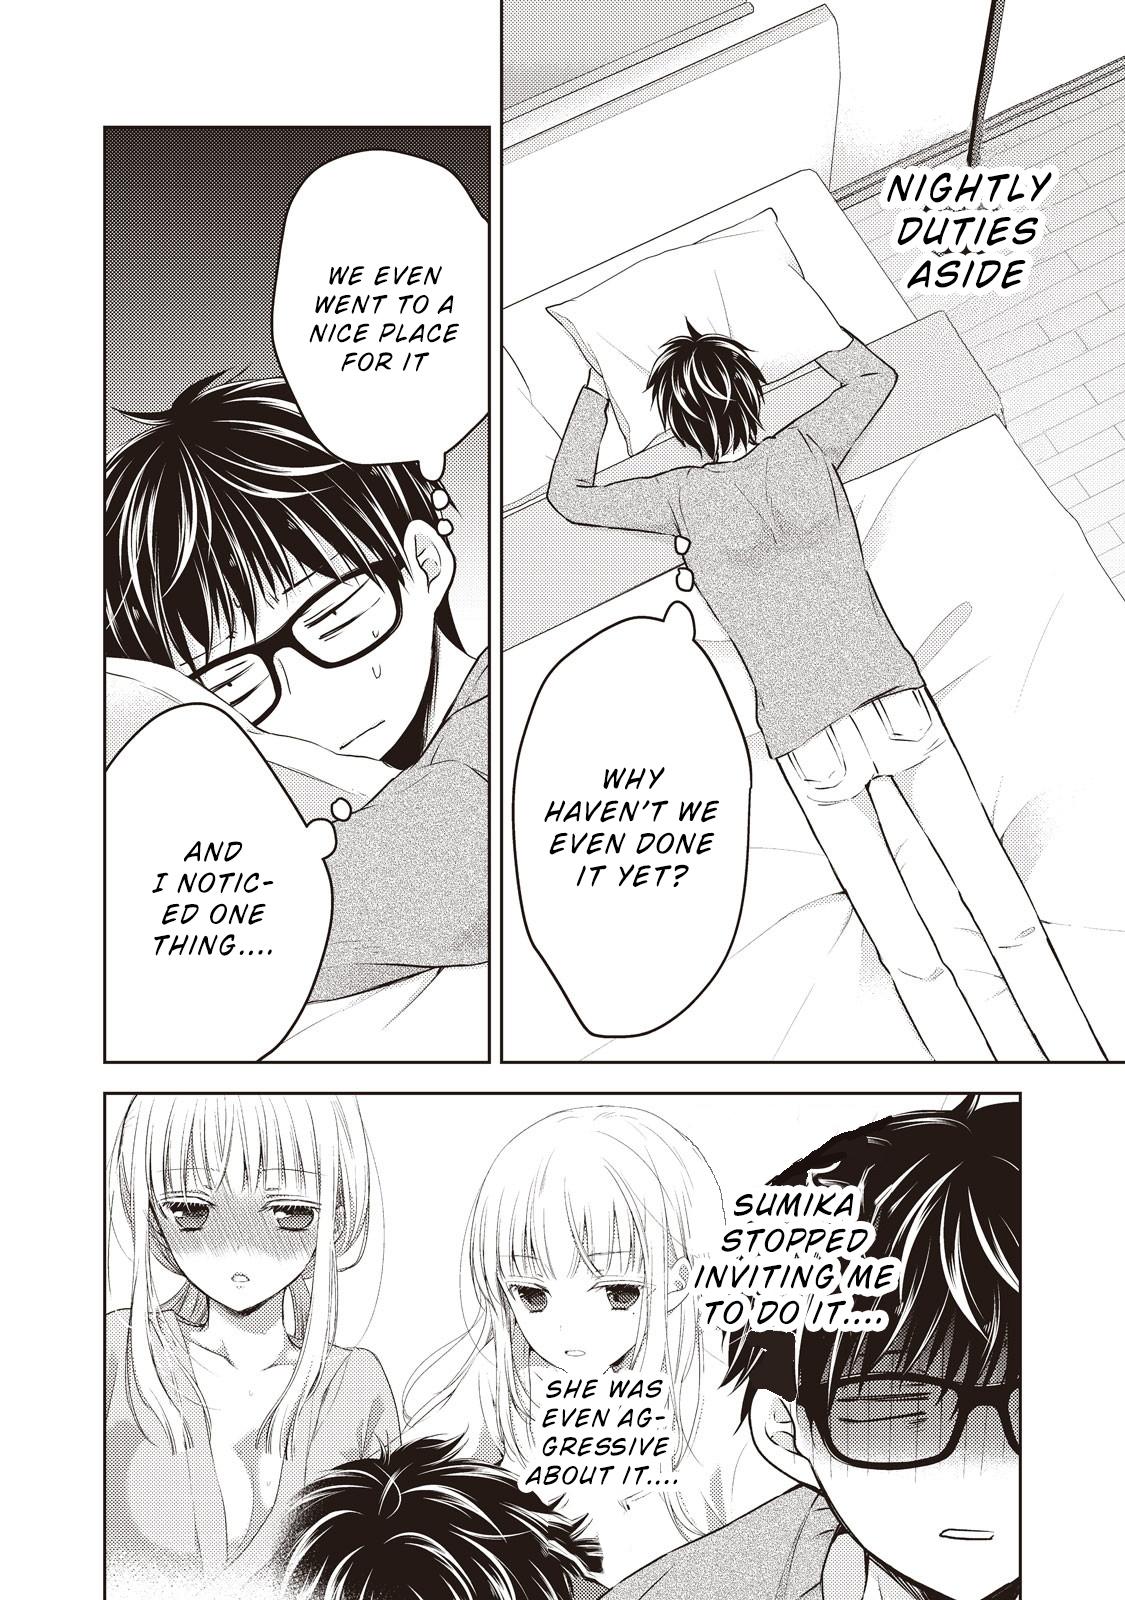 NIGHTLY
DUTIES
ASIDE
WHY
HAVEN'T WE
EVEN DONE
IT YET?
WE EVEN
WENT TO A
NICE PLACE
FOR IT
AND
I NOTIC-
ED ONE
THING....
SUMIKA
STOPPED
INVITING ME
TO DO IT....
SHE WAS
EVEN AG-
GRESSIVE
ABOUT IT....